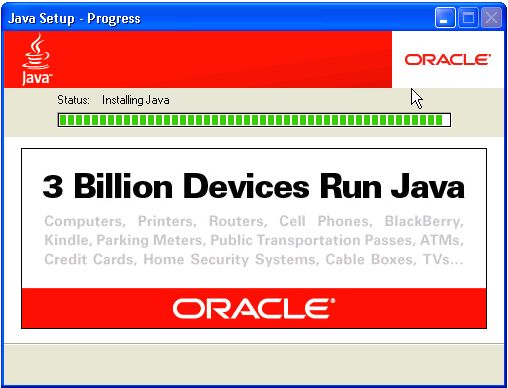 Java Setup - Progress
Java™
ORACLE®
Status: Installing Java
3 Billion Devices Run Java
Computers, Printers, Routers, Cell Phones, BlackBerry,
Kindle, Parking Meters, Public Transportation Passes, ATMs,
Credit Cards, Home Security Systems, Cable Boxes, TVs...
ORACLE®